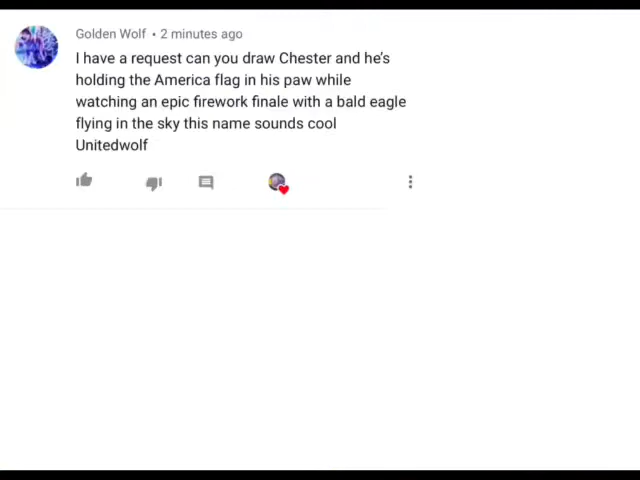 Golden Wolf • 2 minutes ago
I have a request can you draw Chester and he's
holding the America flag in his paw while
watching an epic firework finale with a bald eagle
flying in the sky this name sounds cool
Unitedwolf